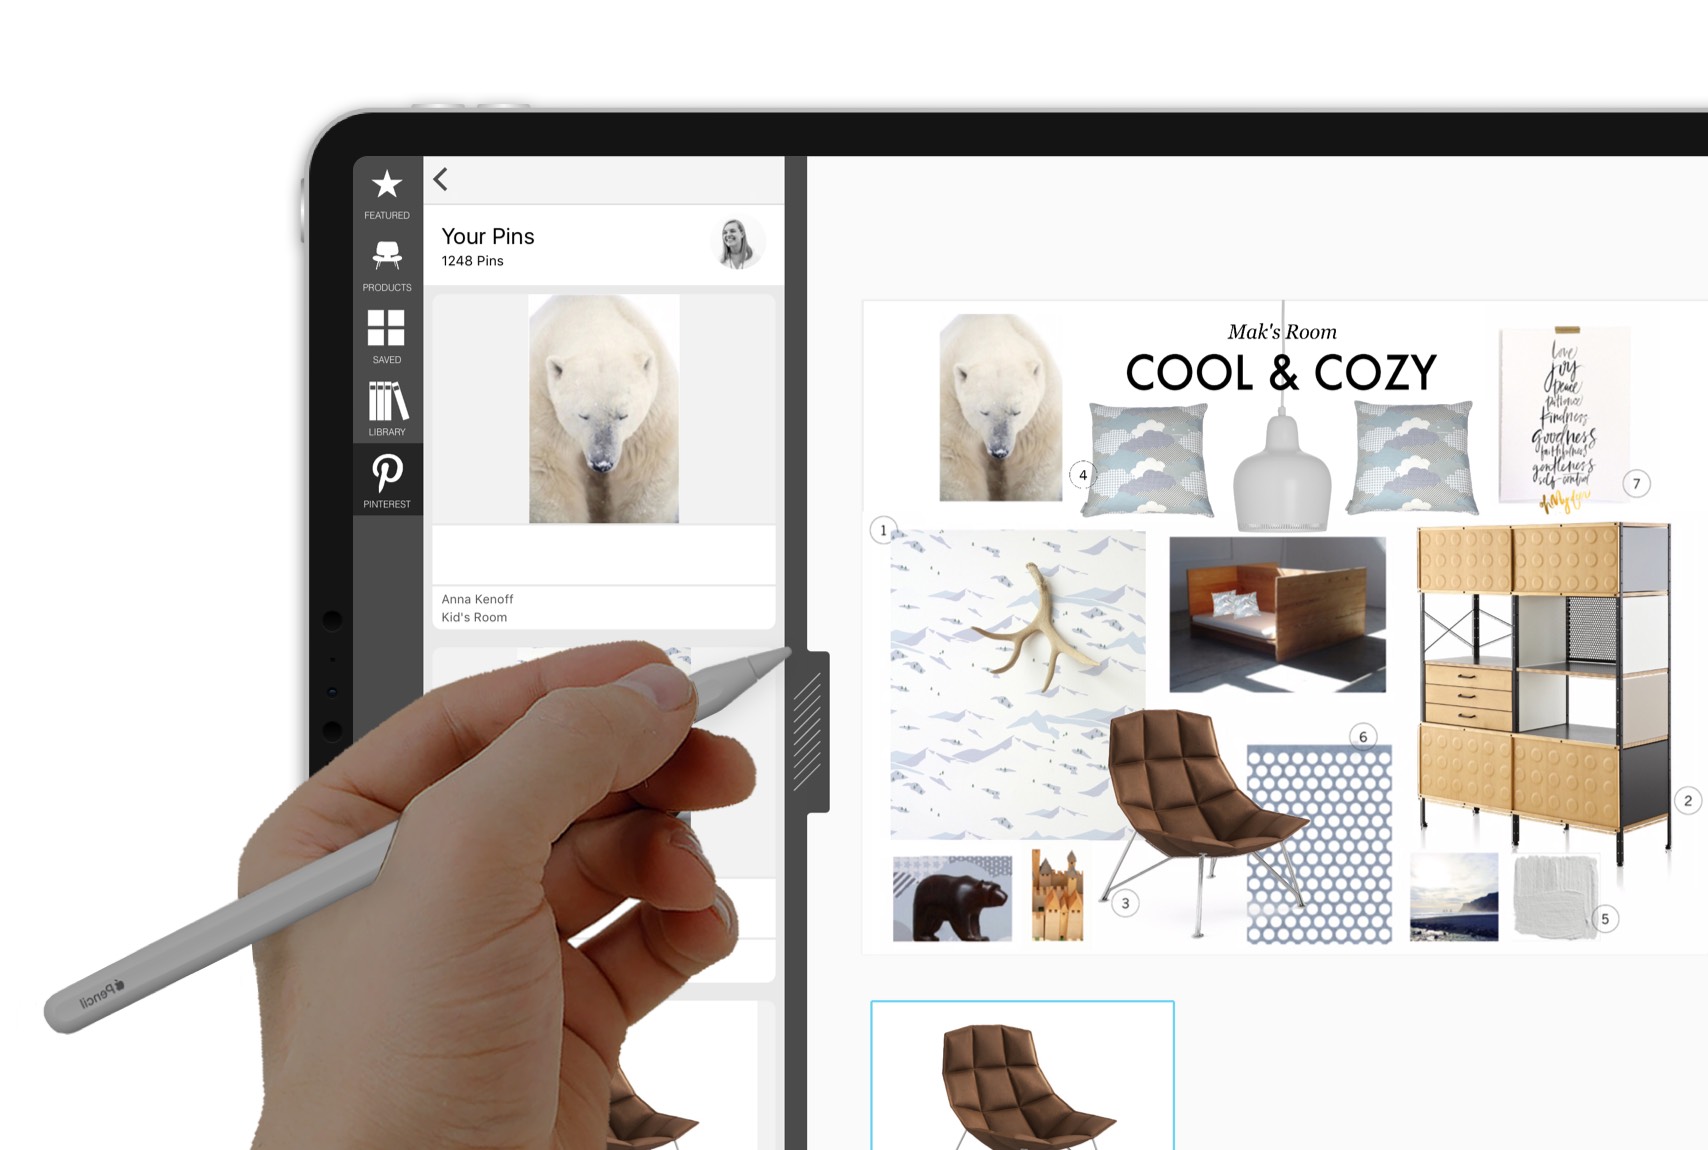 FEATURED
PRODUCTS
SAVED
LIBRARY
PINTEREST
Your Pins
1248 Pins
Anna Kenoff
Kid's Room
Mak's Room
COOL & COZY
love
joy
peace
patience
kindness
goodness
faithfulness
gentleness
self-control
4
7
1
6
2
3
5
Pencil